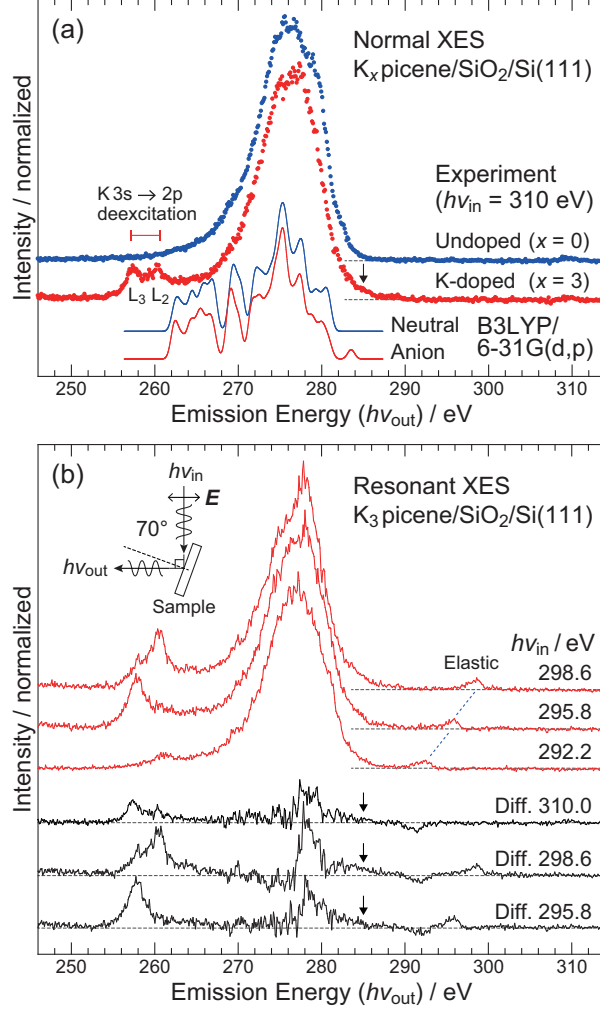 (a)
Normal XES
KₓPicene/SiO₂/Si(111)
Experiment
(hνin = 310 eV)
K 3s → 2p
deexcitation
Undoped (x = 0)
K-doped (x = 3)
L₃ L₂
Neutral
Anion
B3LYP/
6-31G(d,p)
Intensity / normalized
250 260 270 280 290 300 310
Emission Energy (hνout) / eV
(b)
Resonant XES
K₃picene/SiO₂/Si(111)
hνin
E
70°
hνout
Sample
hνin / eV
Elastic
298.6
295.8
292.2
Diff. 310.0
Diff. 298.6
Diff. 295.8
Intensity / normalized
250 260 270 280 290 300 310
Emission Energy (hνout) / eV